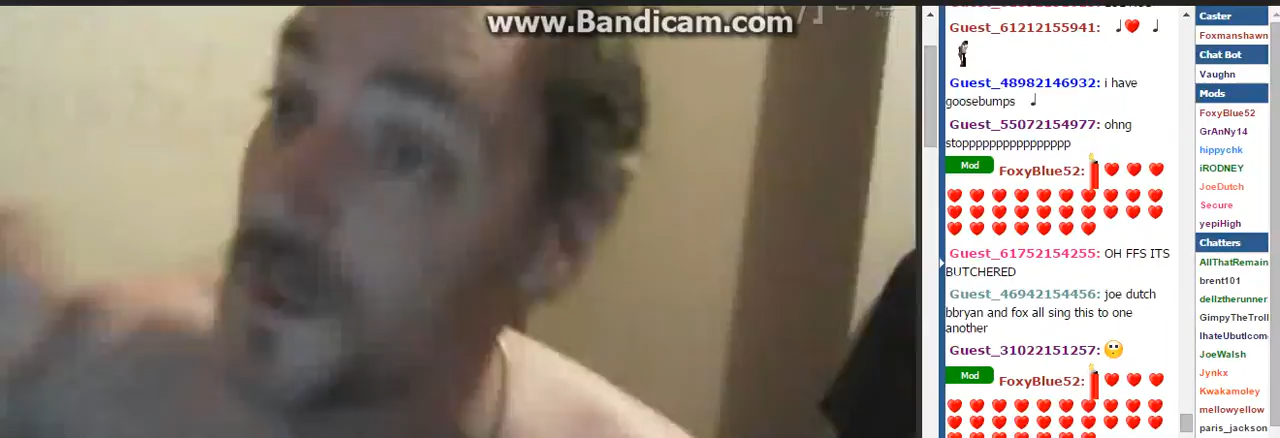 www.Bandicam.com
Guest_61212155941:
Guest_48982146932: i have
goosebumps
Guest_55072154977: ohng
stoppppppppppppppppp
Mod FoxyBlue52:
Guest_61752154255: OH FFS ITS
BUTCHERED
Guest_46942154456: joe dutch
bbryan and fox all sing this to one
another
Guest_31022151257:
Mod FoxyBlue52:
Caster
Foxmanshawn
Chat Bot
Vaughn
Mods
FoxyBlue52
GrAnNy14
hippychk
iRODNEY
JoeDutch
Secure
yepiHigh
Chatters
AllThatRemain
brent101
dellztherunner
GimpyTheTroll
IhateUbutIcom
JoeWalsh
Jynkx
Kwakamoley
mellowyellow
paris_jackson